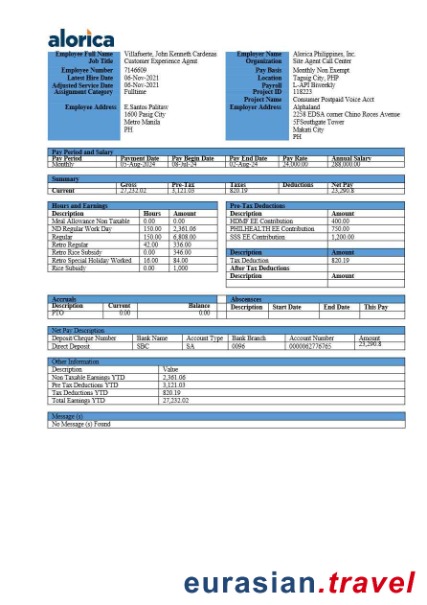 alorica
Employee Full Name Villafuerte, John Kenneth Cardenas Employer Name Alorica Philippines, Inc.
Job Title Customer Experience Agent Organization Site Agent Call Center
Employee Number 7146609 Pay Basis Monthly Non Exempt
Latest Hire Date 06-Nov-2021 Location Taguig City, PHP
Adjusted Service Date 06-Nov-2021 Payroll L-API Biweekly
Assignment Category Fulltime Project ID 118223
Project Name Consumer Postpaid Voice Acct
Employee Address E.Santos Palitaw Employer Address Alphaland
1600 Pasig City 2258 EDSA corner Chino Roces Avenue
Metro Manila 5FSouthgate Tower
PH Makati City
PH
Pay Period and Salary
Pay Period Payment Date Pay Begin Date Pay End Date Pay Rate Annual Salary
Monthly 05-Aug-2024 08-Jul-24 02-Aug-24 24,000.00 288,000.00
Summary
Gross Pre-Tax Taxes Deductions Net Pay
Current 27,232.02 3,121.03 820.19 23,290.8
Hours and Earnings Pre-Tax Deductions
Description Hours Amount Description Amount
Meal Allowance Non Taxable 0.00 0.00 HDMF EE Contribution 400.00
ND Regular Work Day 150.00 2,361.06 PHILHEALTH EE Contribution 750.00
Regular 150.00 6,808.00 SSS EE Contribution 1,200.00
Retro Regular 42.00 336.00
Retro Rice Subsidy 0.00 346.00 Description Amount
Retro Special Holiday Worked 16.00 84.00 Tax Deduction 820.19
Rice Subsidy 0.00 1,000 After Tax Deductions
Description Amount
Accruals Abscences
Description Current Balance Description Start Date End Date This Pay
PTO 0.00 0.00
Net Pay Description
Deposit/Cheque Number Bank Name Account Type Bank Branch Account Number Amount
Direct Deposit SBC SA 0096 0000062776765 23,290.8
Other Information
Description Value
Non Taxable Earnings YTD 2,361.06
Pre Tax Deductions YTD 3,121.03
Tax Deductions YTD 820.19
Total Earnings YTD 27,232.02
Message (s)
No Message (s) Found
eurasian.travel